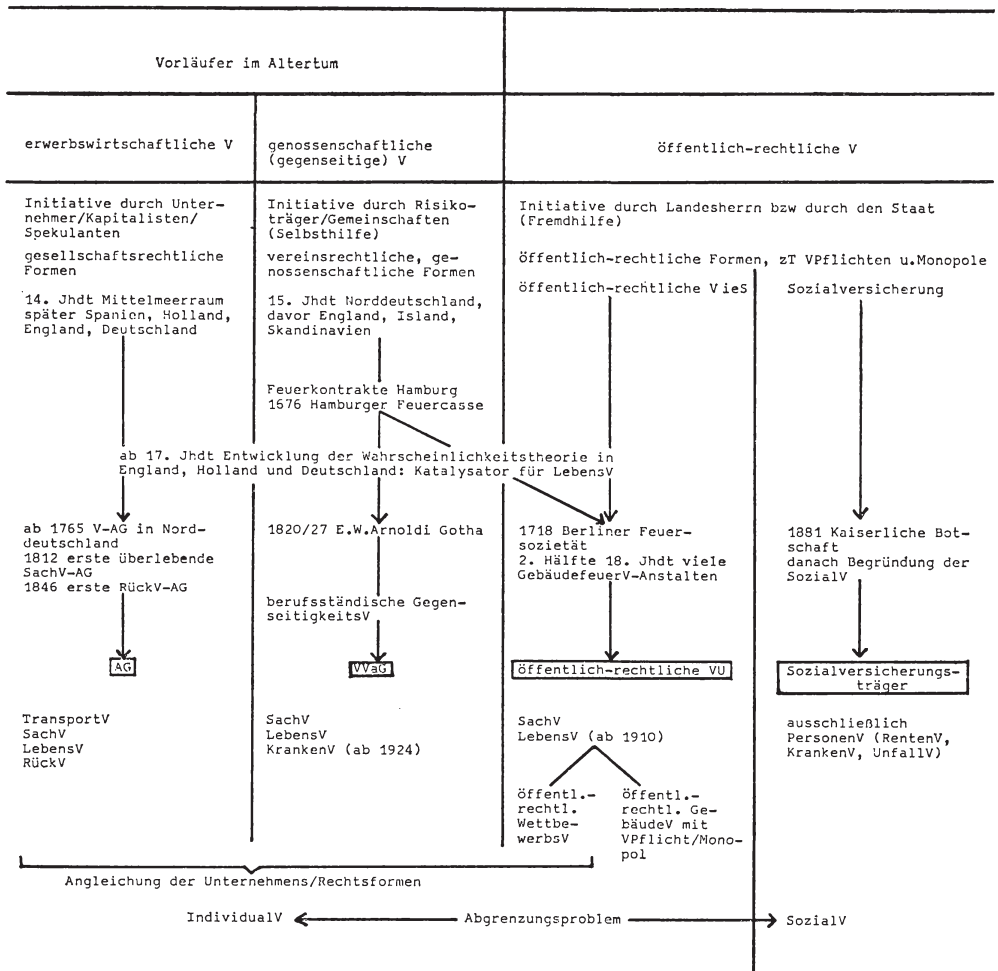 Vorläufer im Altertum
erwerbswirtschaftliche V
genossenschaftliche
(gegenseitige) V
öffentlich-rechtliche V
Initiative durch Unter-
nehmer/Kapitalisten/
Spekulanten
gesellschaftsrechtliche
Formen
14. Jhdt Mittelmeerraum
später Spanien, Holland,
England, Deutschland
Initiative durch Risiko-
träger/Gemeinschaften
(Selbsthilfe)
vereinsrechtliche, ge-
nossenschaftliche Formen
15. Jhdt Norddeutschland,
davor England, Island,
Skandinavien
Feuerkontrakte Hamburg
1676 Hamburger Feuercasse
Initiative durch Landesherrn bzw durch den Staat
(Fremdhilfe)
öffentlich-rechtliche Formen, zT VPflichten u.Monopole
öffentlich-rechtliche V ieS
Sozialversicherung
ab 17. Jhdt Entwicklung der Wahrscheinlichkeitstheorie in
England, Holland und Deutschland: Katalysator für LebensV
ab 1765 V-AG in Nord-
deutschland
1812 erste überlebende
SachV-AG
1846 erste RückV-AG
1820/27 E.W.Arnoldi Gotha
berufsständische Gegen-
seitigkeitsV
1718 Berliner Feuer-
sozietät
2. Hälfte 18. Jhdt viele
GebäudefeuerV-Anstalten
1881 Kaiserliche Bot-
schaft
danach Begründung der
SozialV
AG
VVaG
öffentlich-rechtliche VU
Sozialversicherungs-
träger
TransportV
SachV
LebensV
RückV
SachV
LebensV
KrankenV (ab 1924)
SachV
LebensV (ab 1910)
öffentl.-
rechtl.
Wettbe-
werbsV
öffentl.-
rechtl. Ge-
bäudeV mit
VPflicht/Mono-
pol
ausschließlich
PersonenV (RentenV,
KrankenV, UnfallV)
Angleichung der Unternehmens/Rechtsformen
IndividualV
Abgrenzungsproblem
SozialV